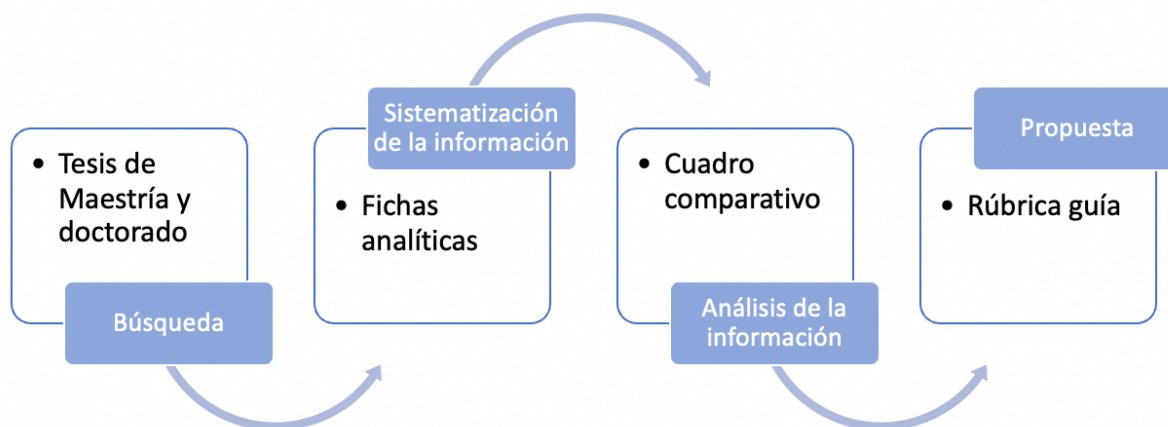 • Tesis de
Maestría y
doctorado
Búsqueda
Sistematización
de la información
• Fichas
analíticas
• Cuadro
comparativo
Análisis de la
información
Propuesta
• Rúbrica guía